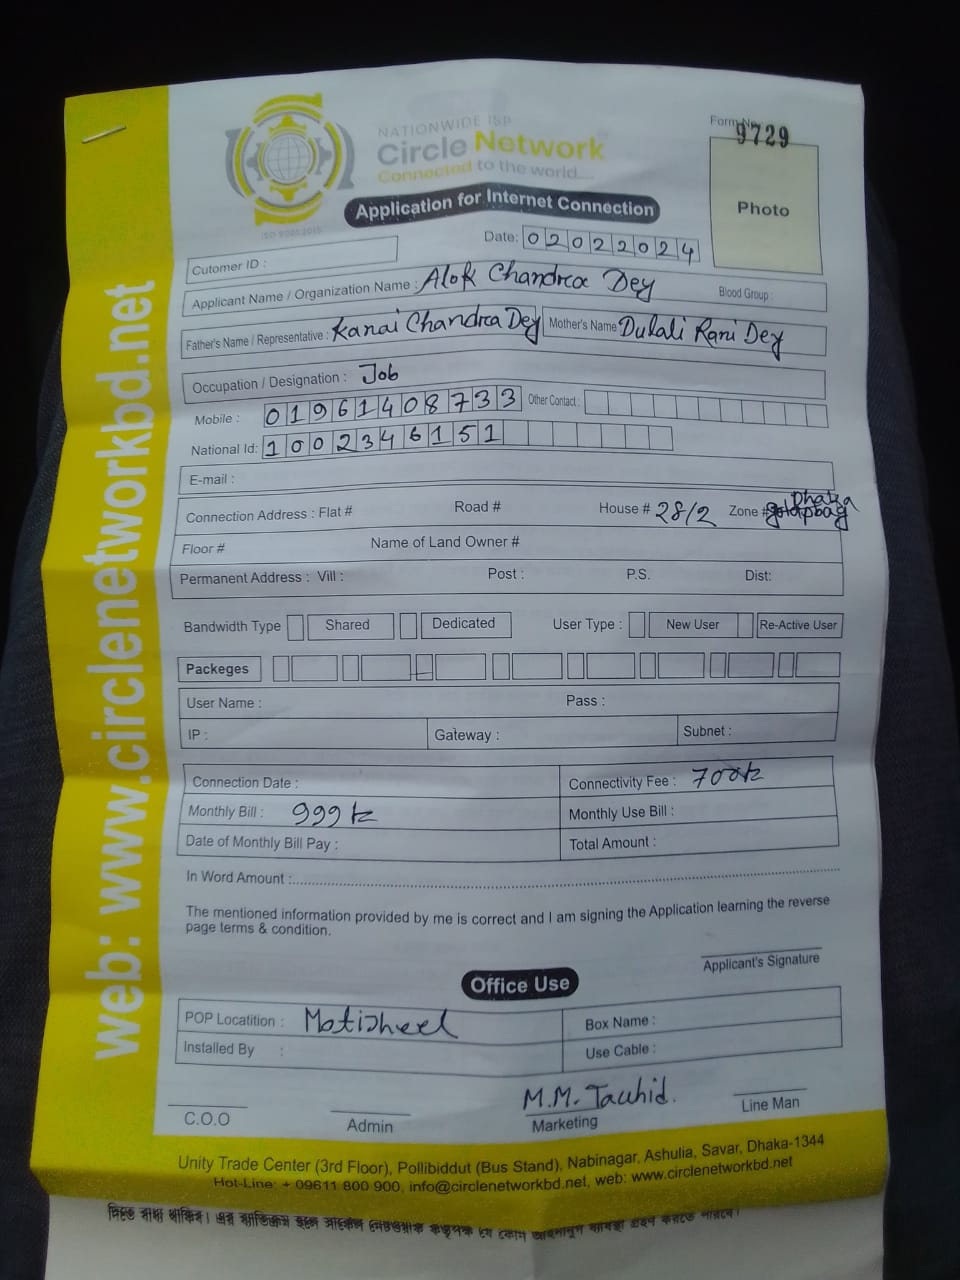 Form No.
9729
NATIONWIDE ISP
Circle Network
Connected to the world....
ISO 9001:2015
Photo
Application for Internet Connection
Date: 02022024
Cutomer ID :
Applicant Name / Organization Name : Alok Chandra Dey Blood Group :
Father's Name / Representative : Kanai Chandra Dey Mother's Name Dulali Rani Dey
Occupation / Designation : Job
Mobile : 01961408733 Other Contact :
National Id: 1002346151
E-mail :
Connection Address : Flat # Road # House # 28/2 Zone # Dhaka
Floor # Name of Land Owner #
Permanent Address : Vill : Post : P.S. Dist:
Bandwidth Type Shared Dedicated User Type : New User Re-Active User
Packeges
User Name : Pass :
IP : Gateway : Subnet :
Connection Date : Connectivity Fee : 700tk
Monthly Bill : 999 tk Monthly Use Bill :
Date of Monthly Bill Pay : Total Amount :
In Word Amount :
The mentioned information provided by me is correct and I am signing the Application learning the reverse
page terms & condition.
Applicant's Signature
Office Use
POP Locatition : Motijheel Box Name :
Installed By : Use Cable :
M.M. Tauhid.
C.O.O Admin Marketing Line Man
Unity Trade Center (3rd Floor), Pollibiddut (Bus Stand), Nabinagar, Ashulia, Savar, Dhaka-1344
Hot-Line: + 09611 800 900, info@circlenetworkbd.net, web: www.circlenetworkbd.net
web: www.circlenetworkbd.net